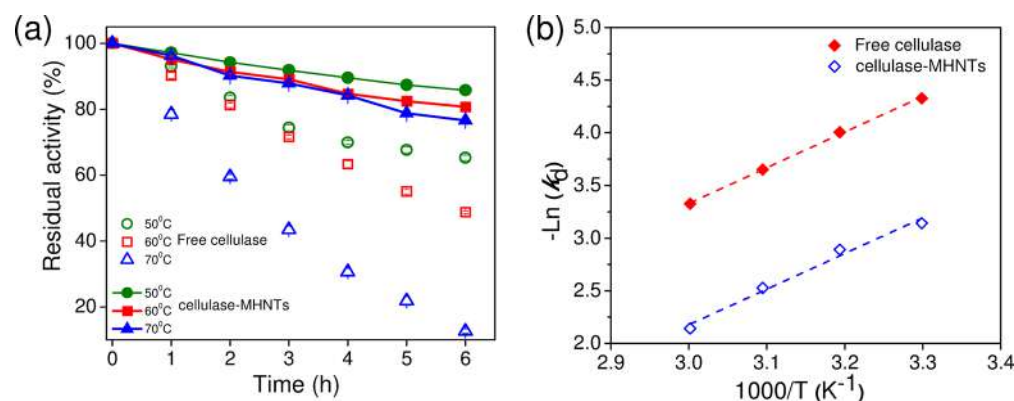 (a)
Residual activity (%)
100
80
60
40
20
50⁰C
60⁰C Free cellulase
70⁰C
50⁰C
60⁰C cellulase-MHNTs
70⁰C
0 1 2 3 4 5 6
Time (h)
(b)
-Ln (kd)
5.0
4.5
4.0
3.5
3.0
2.5
2.0
Free cellulase
cellulase-MHNTs
2.9 3.0 3.1 3.2 3.3 3.4
1000/T (K⁻¹)